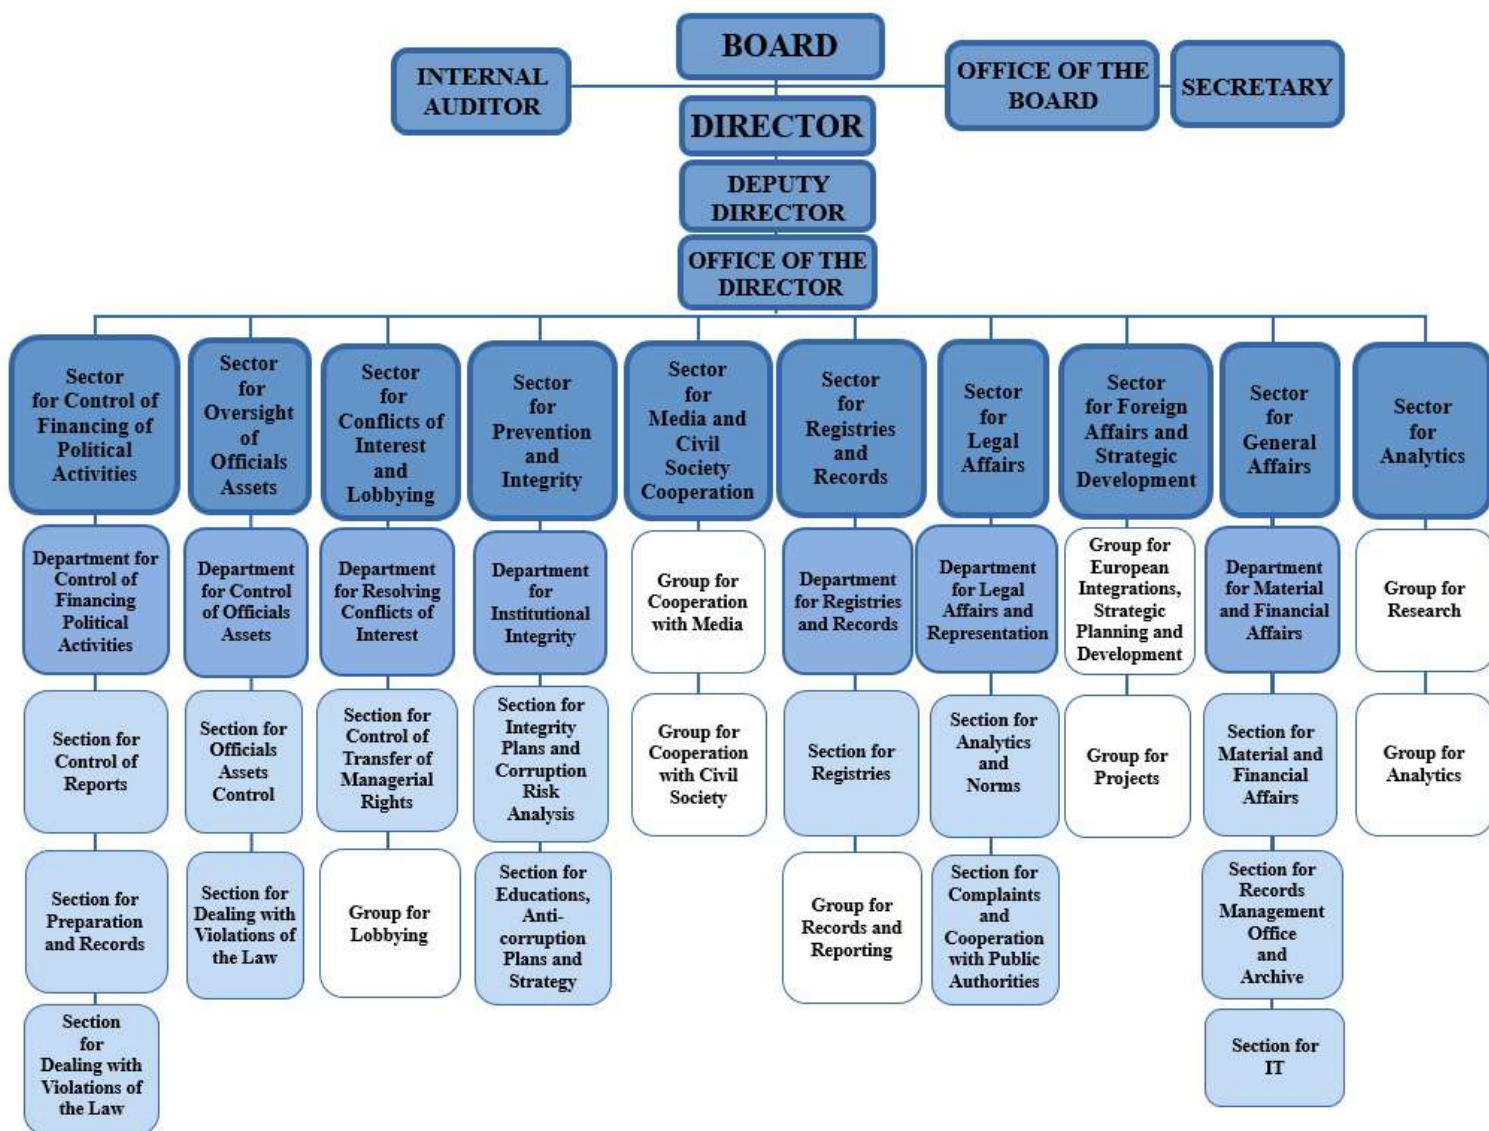 BOARD
INTERNAL
AUDITOR
OFFICE OF THE
BOARD
SECRETARY
DIRECTOR
DEPUTY
DIRECTOR
OFFICE OF THE
DIRECTOR
Sector
for Control of
Financing of
Political
Activities
Sector
for
Oversight
of
Officials
Assets
Sector
for
Conflicts of
Interest
and
Lobbying
Sector
for
Prevention
and
Integrity
Sector
for
Media and
Civil
Society
Cooperation
Sector
for
Registries
and
Records
Sector
for
Legal
Affairs
Sector
for Foreign
Affairs and
Strategic
Development
Sector
for
General
Affairs
Sector
for
Analytics
Department for
Control of
Financing
Political
Activities
Department
for Control
of Officials
Assets
Department
for Resolving
Conflicts of
Interest
Department
for
Institutional
Integrity
Group for
Cooperation
with Media
Department
for Registries
and Records
Department
for Legal
Affairs and
Representation
Group for
European
Integrations,
Strategic
Planning and
Development
Department
for Material
and Financial
Affairs
Group for
Research
Section for
Control of
Reports
Section for
Officials
Assets
Control
Section for
Control of
Transfer of
Managerial
Rights
Section for
Integrity
Plans and
Corruption
Risk
Analysis
Group for
Cooperation
with Civil
Society
Section for
Registries
Section for
Analytics
and
Norms
Group for
Projects
Section for
Material and
Financial
Affairs
Group for
Analytics
Section for
Preparation
and Records
Section for
Dealing with
Violations of
the Law
Group for
Lobbying
Section for
Educations,
Anti-
corruption
Plans and
Strategy
Group for
Records and
Reporting
Section for
Complaints
and
Cooperation
with Public
Authorities
Section for
Records
Management
Office
and
Archive
Section
for
Dealing with
Violations of
the Law
Section for
IT